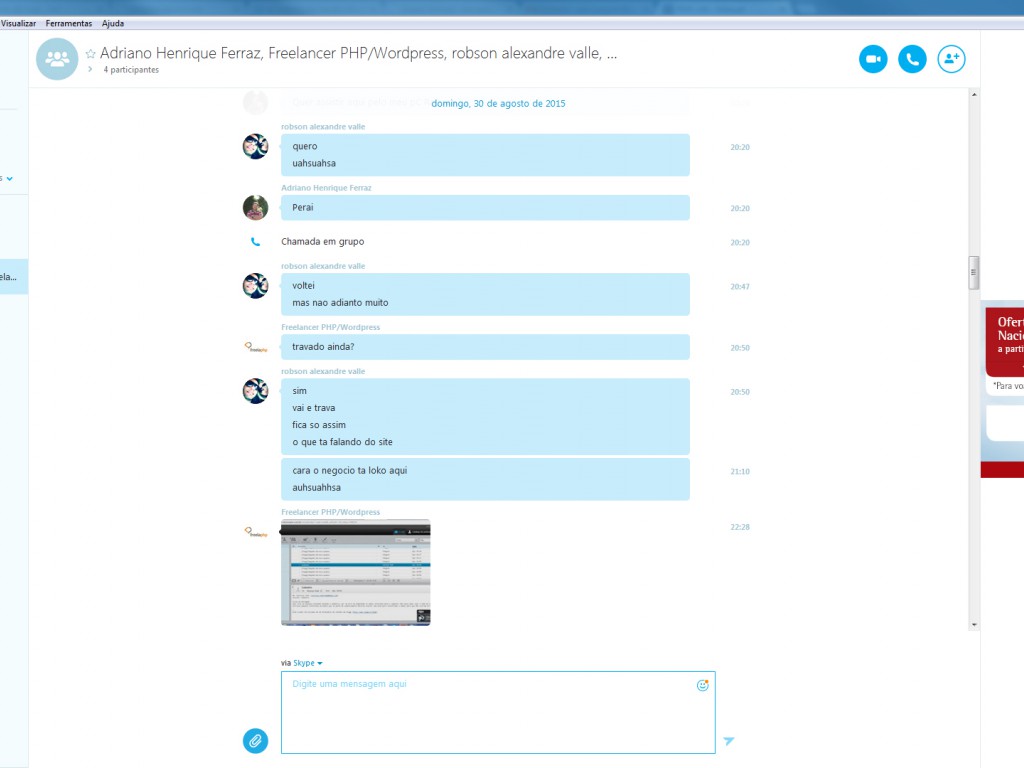 Visualizar Ferramentas Ajuda
Adriano Henrique Ferraz, Freelancer PHP/Wordpress, robson alexandre valle, ...
4 participantes
domingo, 30 de agosto de 2015
robson alexandre valle
quero
uahsuahsa
20:20
Adriano Henrique Ferraz
Perai
20:20
Chamada em grupo
20:20
robson alexandre valle
voltei
mas nao adianto muito
20:47
Freelancer PHP/Wordpress
travado ainda?
20:50
robson alexandre valle
sim
vai e trava
fica so assim
o que ta falando do site
20:50
cara o negocio ta loko aqui
auhsuahhsa
21:10
Freelancer PHP/Wordpress
22:28
via Skype
Digite uma mensagem aqui
s
ela...
Ofert
Nacio
a parti
*Para vo